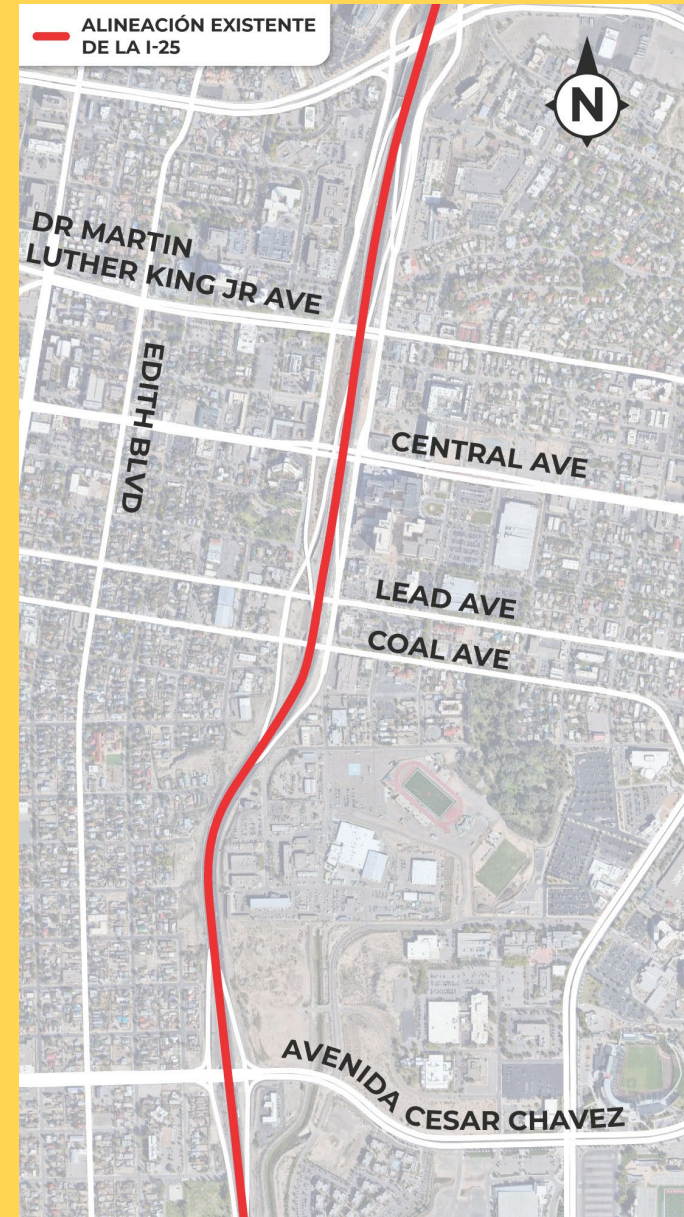 ALINEACIÓN EXISTENTE
DE LA I-25
N
DR MARTIN
LUTHER KING JR AVE
EDITH BLVD
CENTRAL AVE
LEAD AVE
COAL AVE
AVENIDA CESAR CHAVEZ